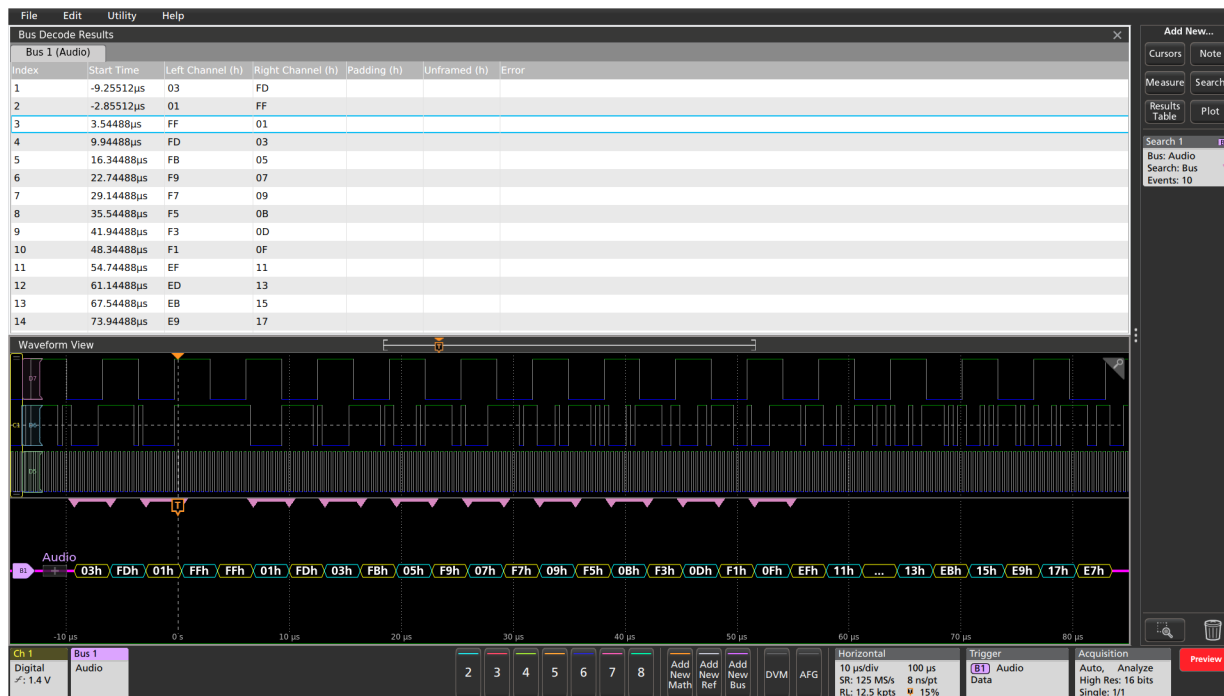 File Edit Utility Help
Bus Decode Results
Bus 1 (Audio)
Index Start Time Left Channel (h) Right Channel (h) Padding (h) Unframed (h) Error
1 -9.25512µs 03 FD
2 -2.85512µs 01 FF
3 3.54488µs FF 01
4 9.94488µs FD 03
5 16.34488µs FB 05
6 22.74488µs F9 07
7 29.14488µs F7 09
8 35.54488µs F5 0B
9 41.94488µs F3 0D
10 48.34488µs F1 0F
11 54.74488µs EF 11
12 61.14488µs ED 13
13 67.54488µs EB 15
14 73.94488µs E9 17
Waveform View
T
D7
C1 D6
D5
T
Audio
B1 + 03h FDh 01h FFh FFh 01h FDh 03h FBh 05h F9h 07h F7h 09h F5h 0Bh F3h 0Dh F1h 0Fh EFh 11h ... 13h EBh 15h E9h 17h E7h
-10 µs 0 s 10 µs 20 µs 30 µs 40 µs 50 µs 60 µs 70 µs 80 µs
Add New...
Cursors Note
Measure Search
Results Table Plot
Search 1
Bus: Audio
Search: Bus
Events: 10
Ch 1
Digital
1.4 V
Bus 1
Audio
2 3 4 5 6 7 8
Add New Math
Add New Ref
Add New Bus
DVM AFG
Horizontal
10 µs/div 100 µs
SR: 125 MS/s 8 ns/pt
RL: 12.5 kpts 15%
Trigger
B1 Audio
Data
Acquisition
Auto, Analyze
High Res: 16 bits
Single: 1/1
Preview